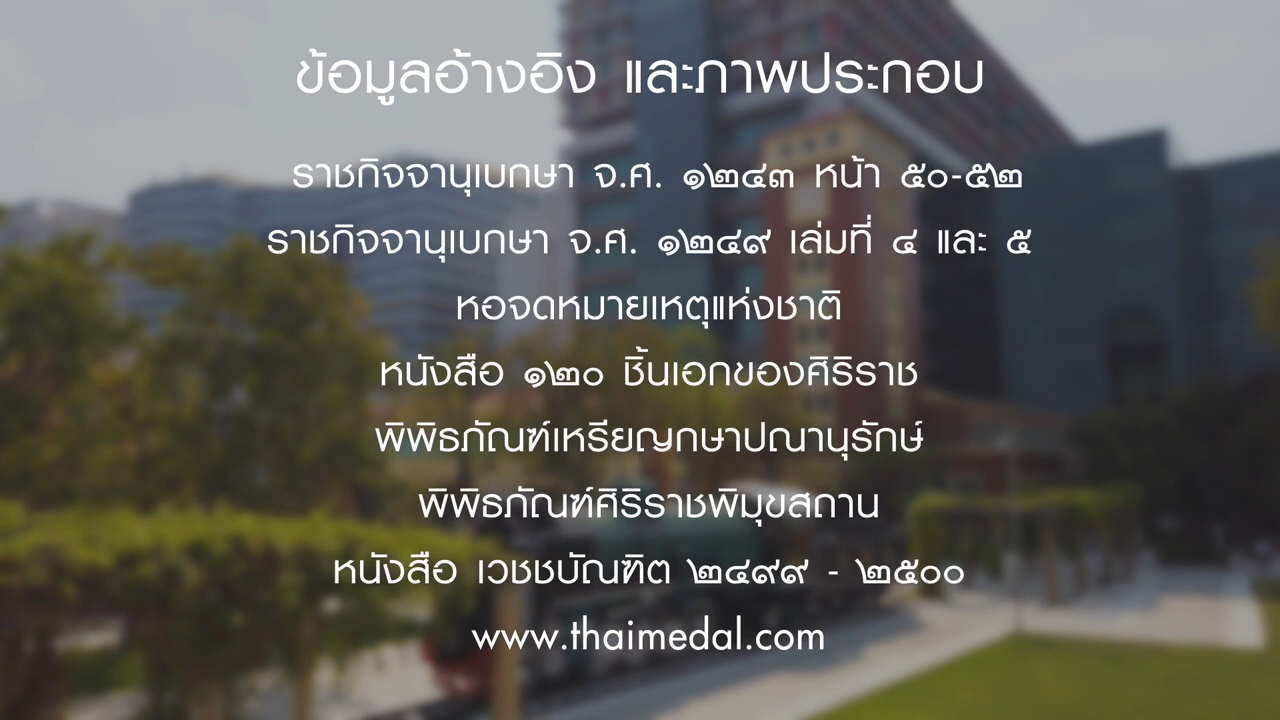 ข้อมูลอ้างอิง และภาพประกอบ
ราชกิจจานุเบกษา จ.ศ. ๑๒๔๓ หน้า ๕๐-๕๒
ราชกิจจานุเบกษา จ.ศ. ๑๒๔๙ เล่มที่ ๔ และ ๕
หอจดหมายเหตุแห่งชาติ
หนังสือ ๑๒๐ ชิ้นเอกของศิริราช
พิพิธภัณฑ์เหรียญกษาปณานุรักษ์
พิพิธภัณฑ์ศิริราชพิมุขสถาน
หนังสือ เวชชบัณฑิต ๒๔๙๙ - ๒๕๐๐
www.thaimedal.com